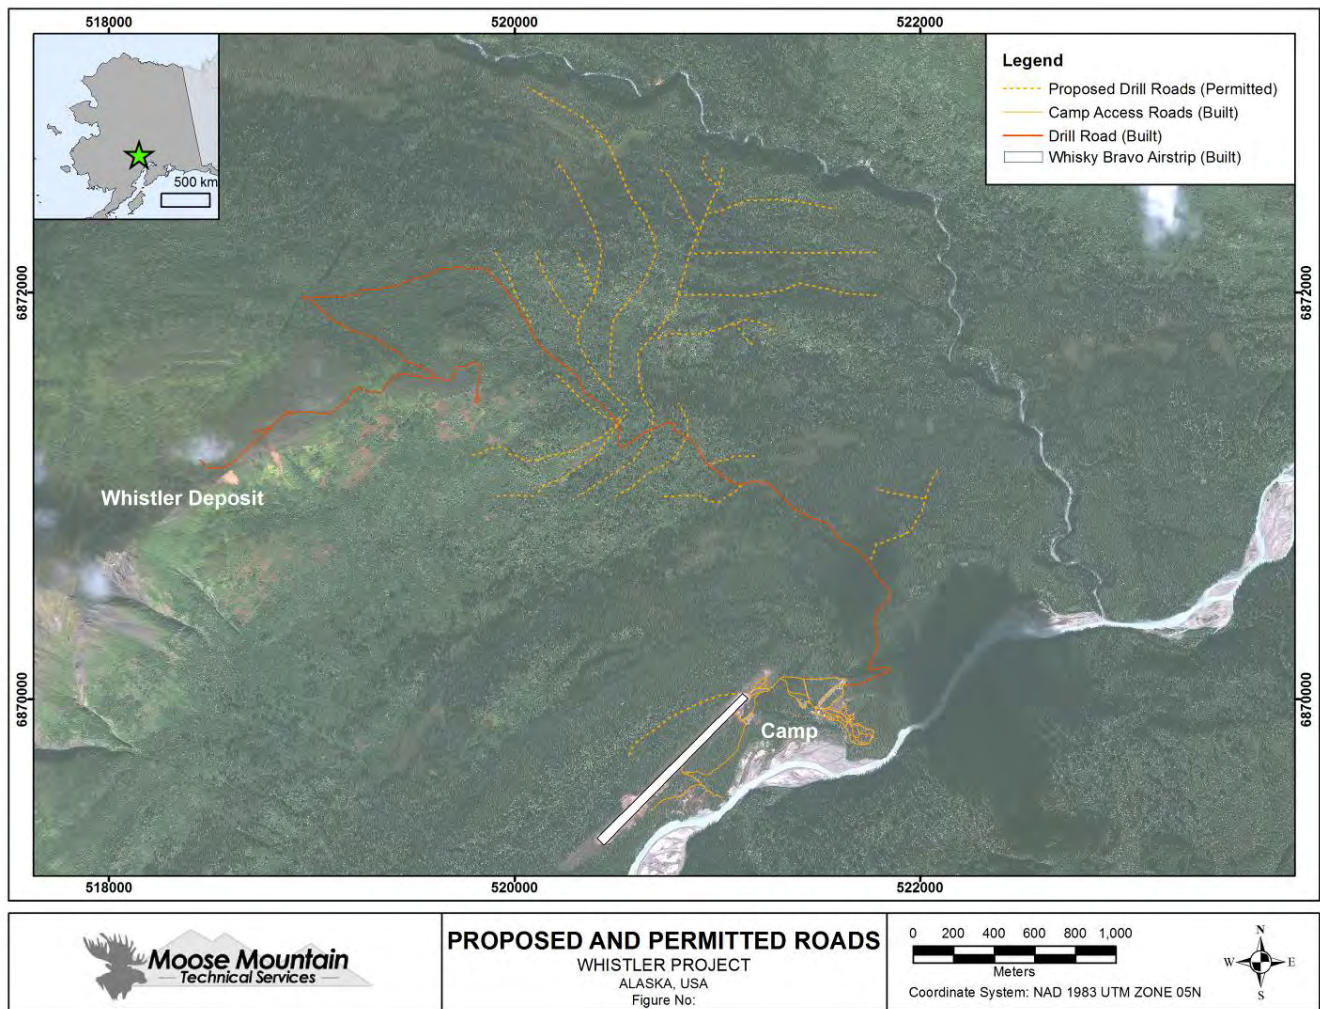 518000
520000
522000
500 km
Legend
Proposed Drill Roads (Permitted)
Camp Access Roads (Built)
Drill Road (Built)
Whisky Bravo Airstrip (Built)
6872000
6872000
Whistler Deposit
6870000
6870000
Camp
518000
520000
522000
Moose Mountain
Technical Services
PROPOSED AND PERMITTED ROADS
WHISTLER PROJECT
ALASKA, USA
Figure No:
0 200 400 600 800 1,000
Meters
Coordinate System: NAD 1983 UTM ZONE 05N
N
W E
S